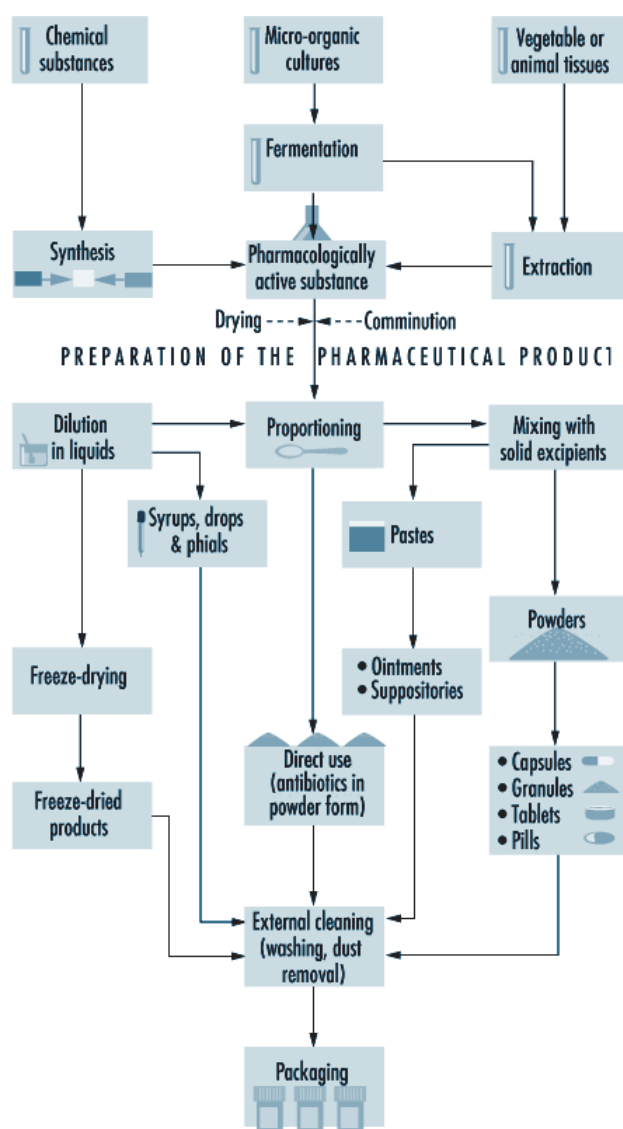 Chemical
substances
Micro-organic
cultures
Vegetable or
animal tissues
Fermentation
Synthesis
Pharmacologically
active substance
Extraction
Drying
Comminution
PREPARATION OF THE PHARMACEUTICAL PRODUCT
Dilution
in liquids
Proportioning
Mixing with
solid excipients
Syrups, drops
& phials
Pastes
Powders
Freeze-drying
• Ointments
• Suppositories
Direct use
(antibiotics in
powder form)
• Capsules
• Granules
• Tablets
• Pills
Freeze-dried
products
External cleaning
(washing, dust
removal)
Packaging